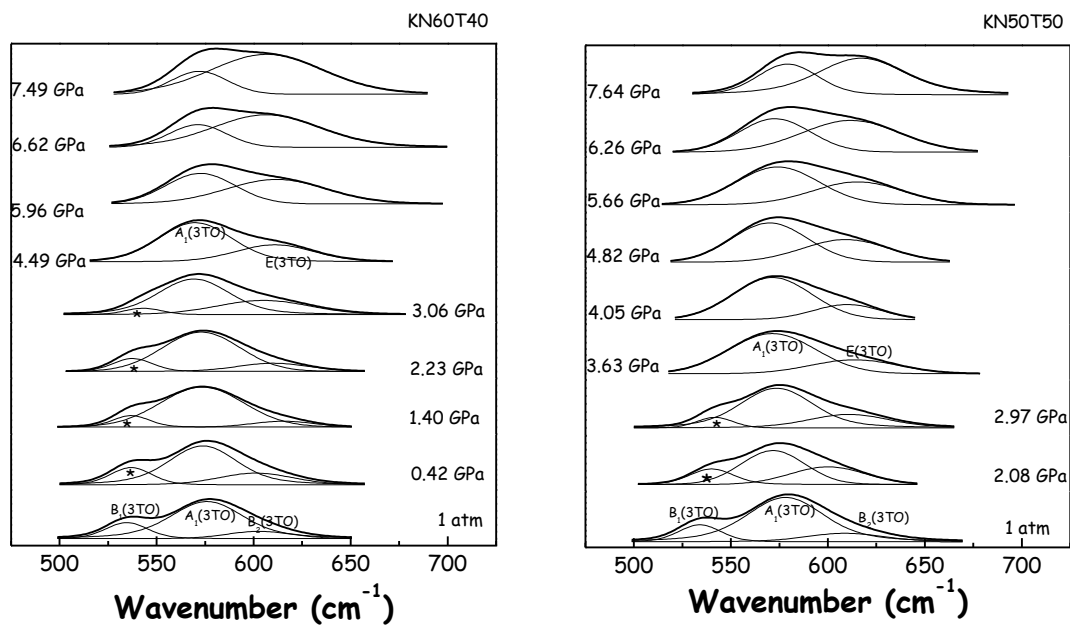 KN60T40
7.49 GPa
6.62 GPa
5.96 GPa
A₁(3TO)
E(3TO)
4.49 GPa
*
3.06 GPa
*
2.23 GPa
*
1.40 GPa
*
0.42 GPa
B₁(3TO)
A₁(3TO)
B₂(3TO)
1 atm
500 550 600 650 700
Wavenumber (cm⁻¹)
KN50T50
7.64 GPa
6.26 GPa
5.66 GPa
4.82 GPa
4.05 GPa
A₁(3TO)
E(3TO)
3.63 GPa
*
2.97 GPa
*
2.08 GPa
B₁(3TO)
A₁(3TO)
B₂(3TO)
1 atm
500 550 600 650 700
Wavenumber (cm⁻¹)